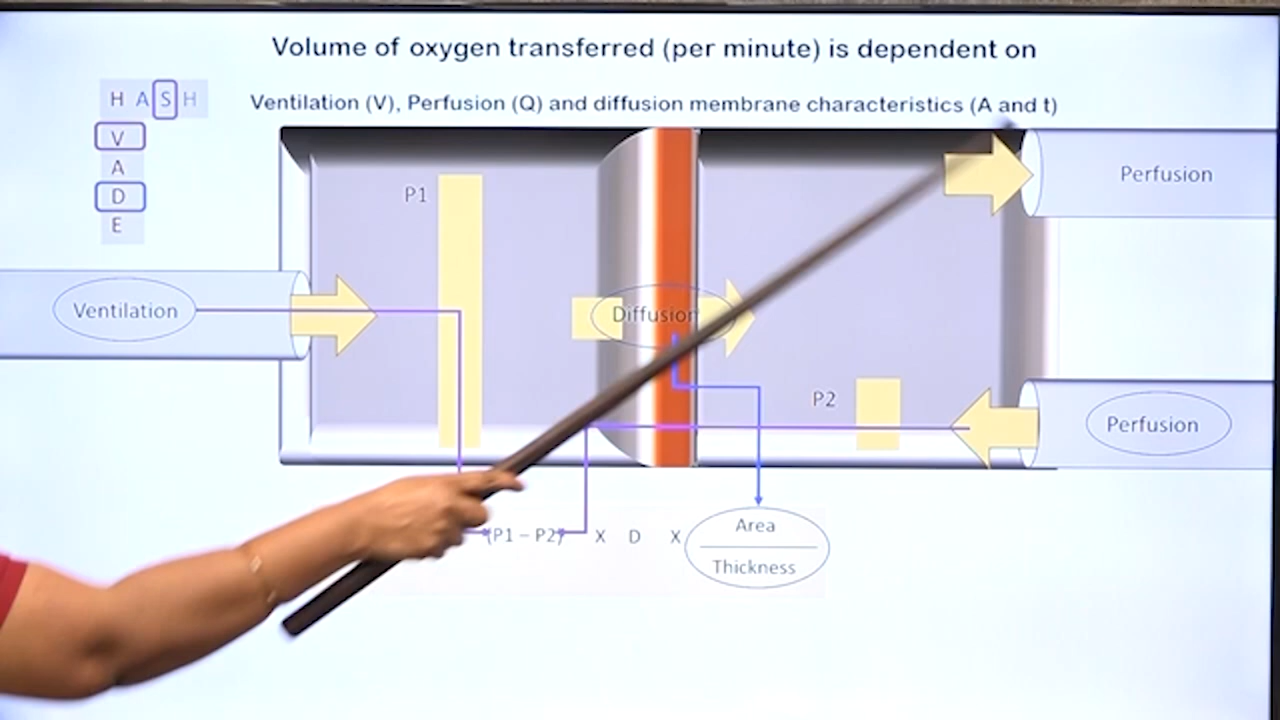 Volume of oxygen transferred (per minute) is dependent on
Ventilation (V), Perfusion (Q) and diffusion membrane characteristics (A and t)
H A S H
V
A
D
E
P1
Perfusion
Ventilation
Diffusion
P2
Perfusion
(P1 – P2) X D X Area
Thickness